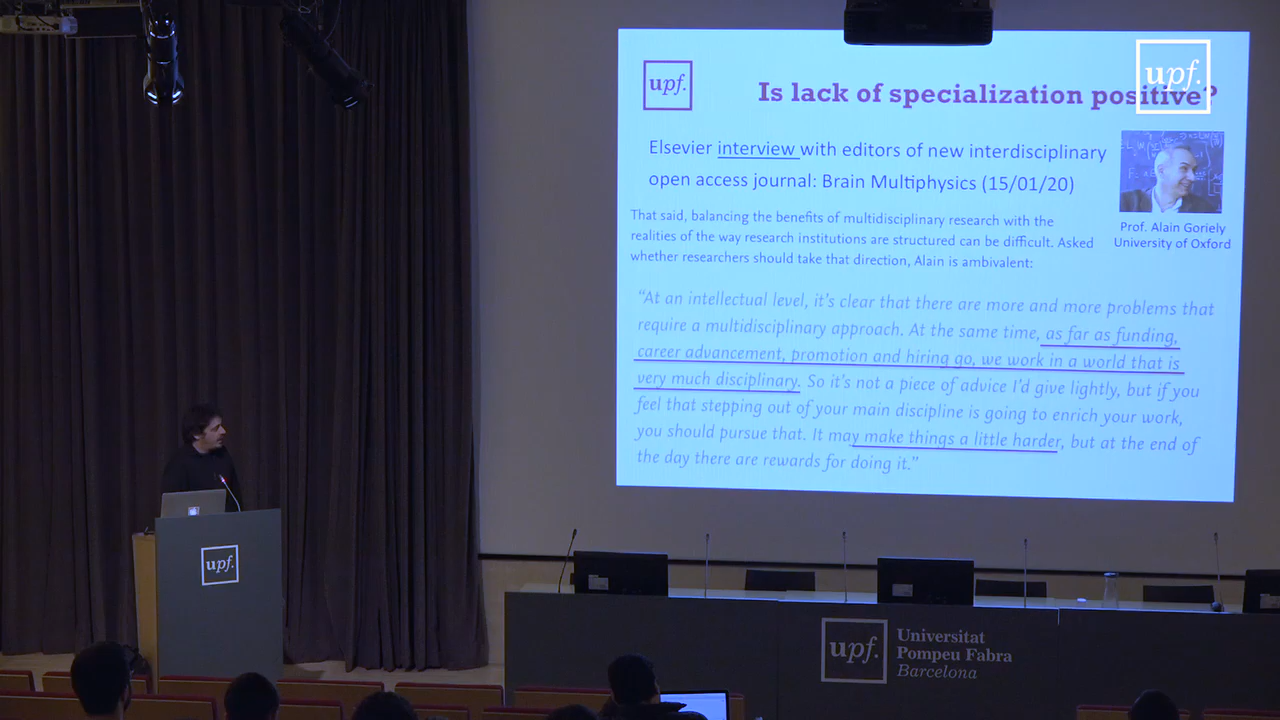 upf.
upf.
Is lack of specialization positive?
Elsevier interview with editors of new interdisciplinary
open access journal: Brain Multiphysics (15/01/20)
Prof. Alain Goriely
University of Oxford
That said, balancing the benefits of multidisciplinary research with the
realities of the way research institutions are structured can be difficult. Asked
whether researchers should take that direction, Alain is ambivalent:
“At an intellectual level, it’s clear that there are more and more problems that
require a multidisciplinary approach. At the same time, as far as funding,
career advancement, promotion and hiring go, we work in a world that is
very much disciplinary. So it’s not a piece of advice I’d give lightly, but if you
feel that stepping out of your main discipline is going to enrich your work,
you should pursue that. It may make things a little harder, but at the end of
the day there are rewards for doing it.”
upf.
upf.
Universitat
Pompeu Fabra
Barcelona